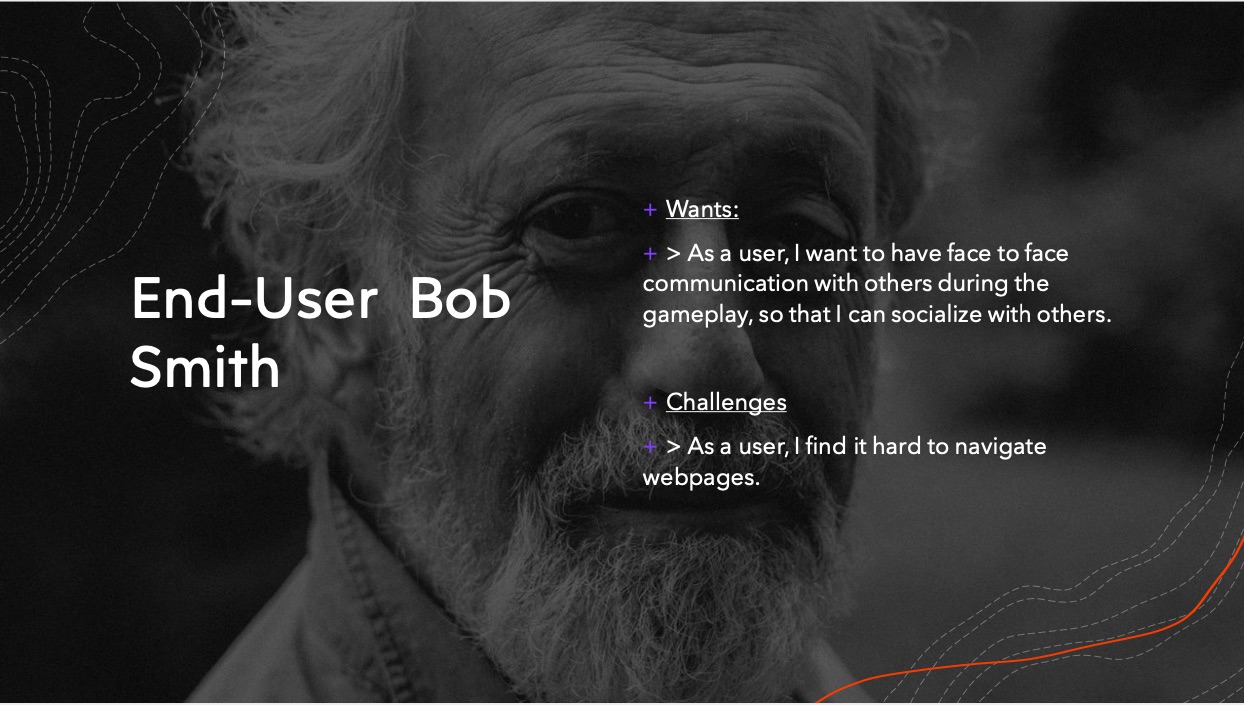 End-User Bob
Smith
+ Wants:
+ > As a user, I want to have face to face
communication with others during the
gameplay, so that I can socialize with others.
+ Challenges
+ > As a user, I find it hard to navigate
webpages.